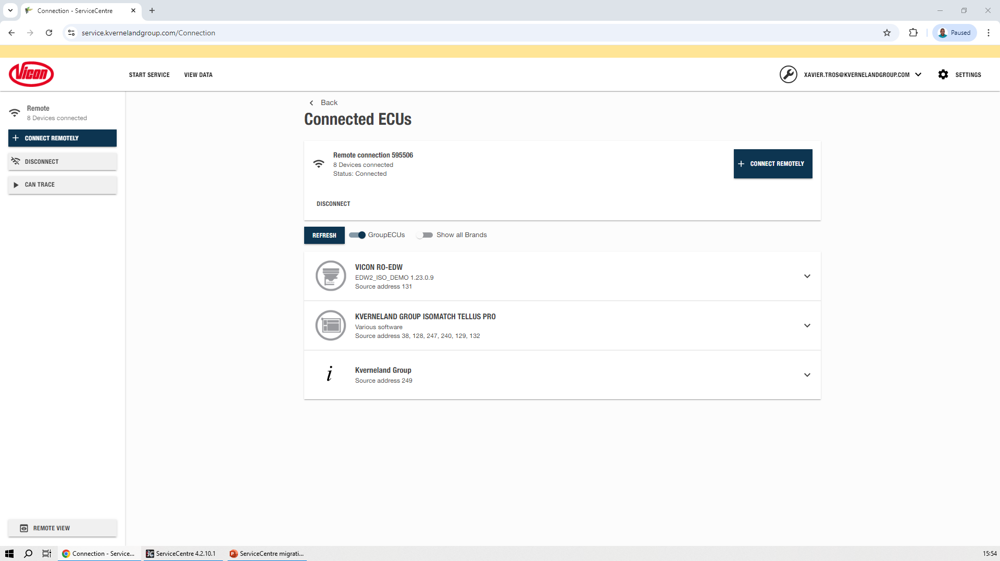 Connection - ServiceCentre
service.kvernelandgroup.com/Connection
Paused
Vicon
START SERVICE
VIEW DATA
XAVIER.TROS@KVERNELANDGROUP.COM
SETTINGS
Remote
8 Devices connected
CONNECT REMOTELY
DISCONNECT
CAN TRACE
Back
Connected ECUs
Remote connection 595506
8 Devices connected
Status: Connected
CONNECT REMOTELY
DISCONNECT
REFRESH
GroupECUs
Show all Brands
VICON RO-EDW
EDW2_ISO_DEMO 1.23.0.9
Source address 131
KVERNELAND GROUP ISOMATCH TELLUS PRO
Various software
Source address 38, 128, 247, 240, 129, 132
i
Kverneland Group
Source address 249
REMOTE VIEW
Connection - Service...
ServiceCentre 4.2.10.1
ServiceCentre migrati...
15:54